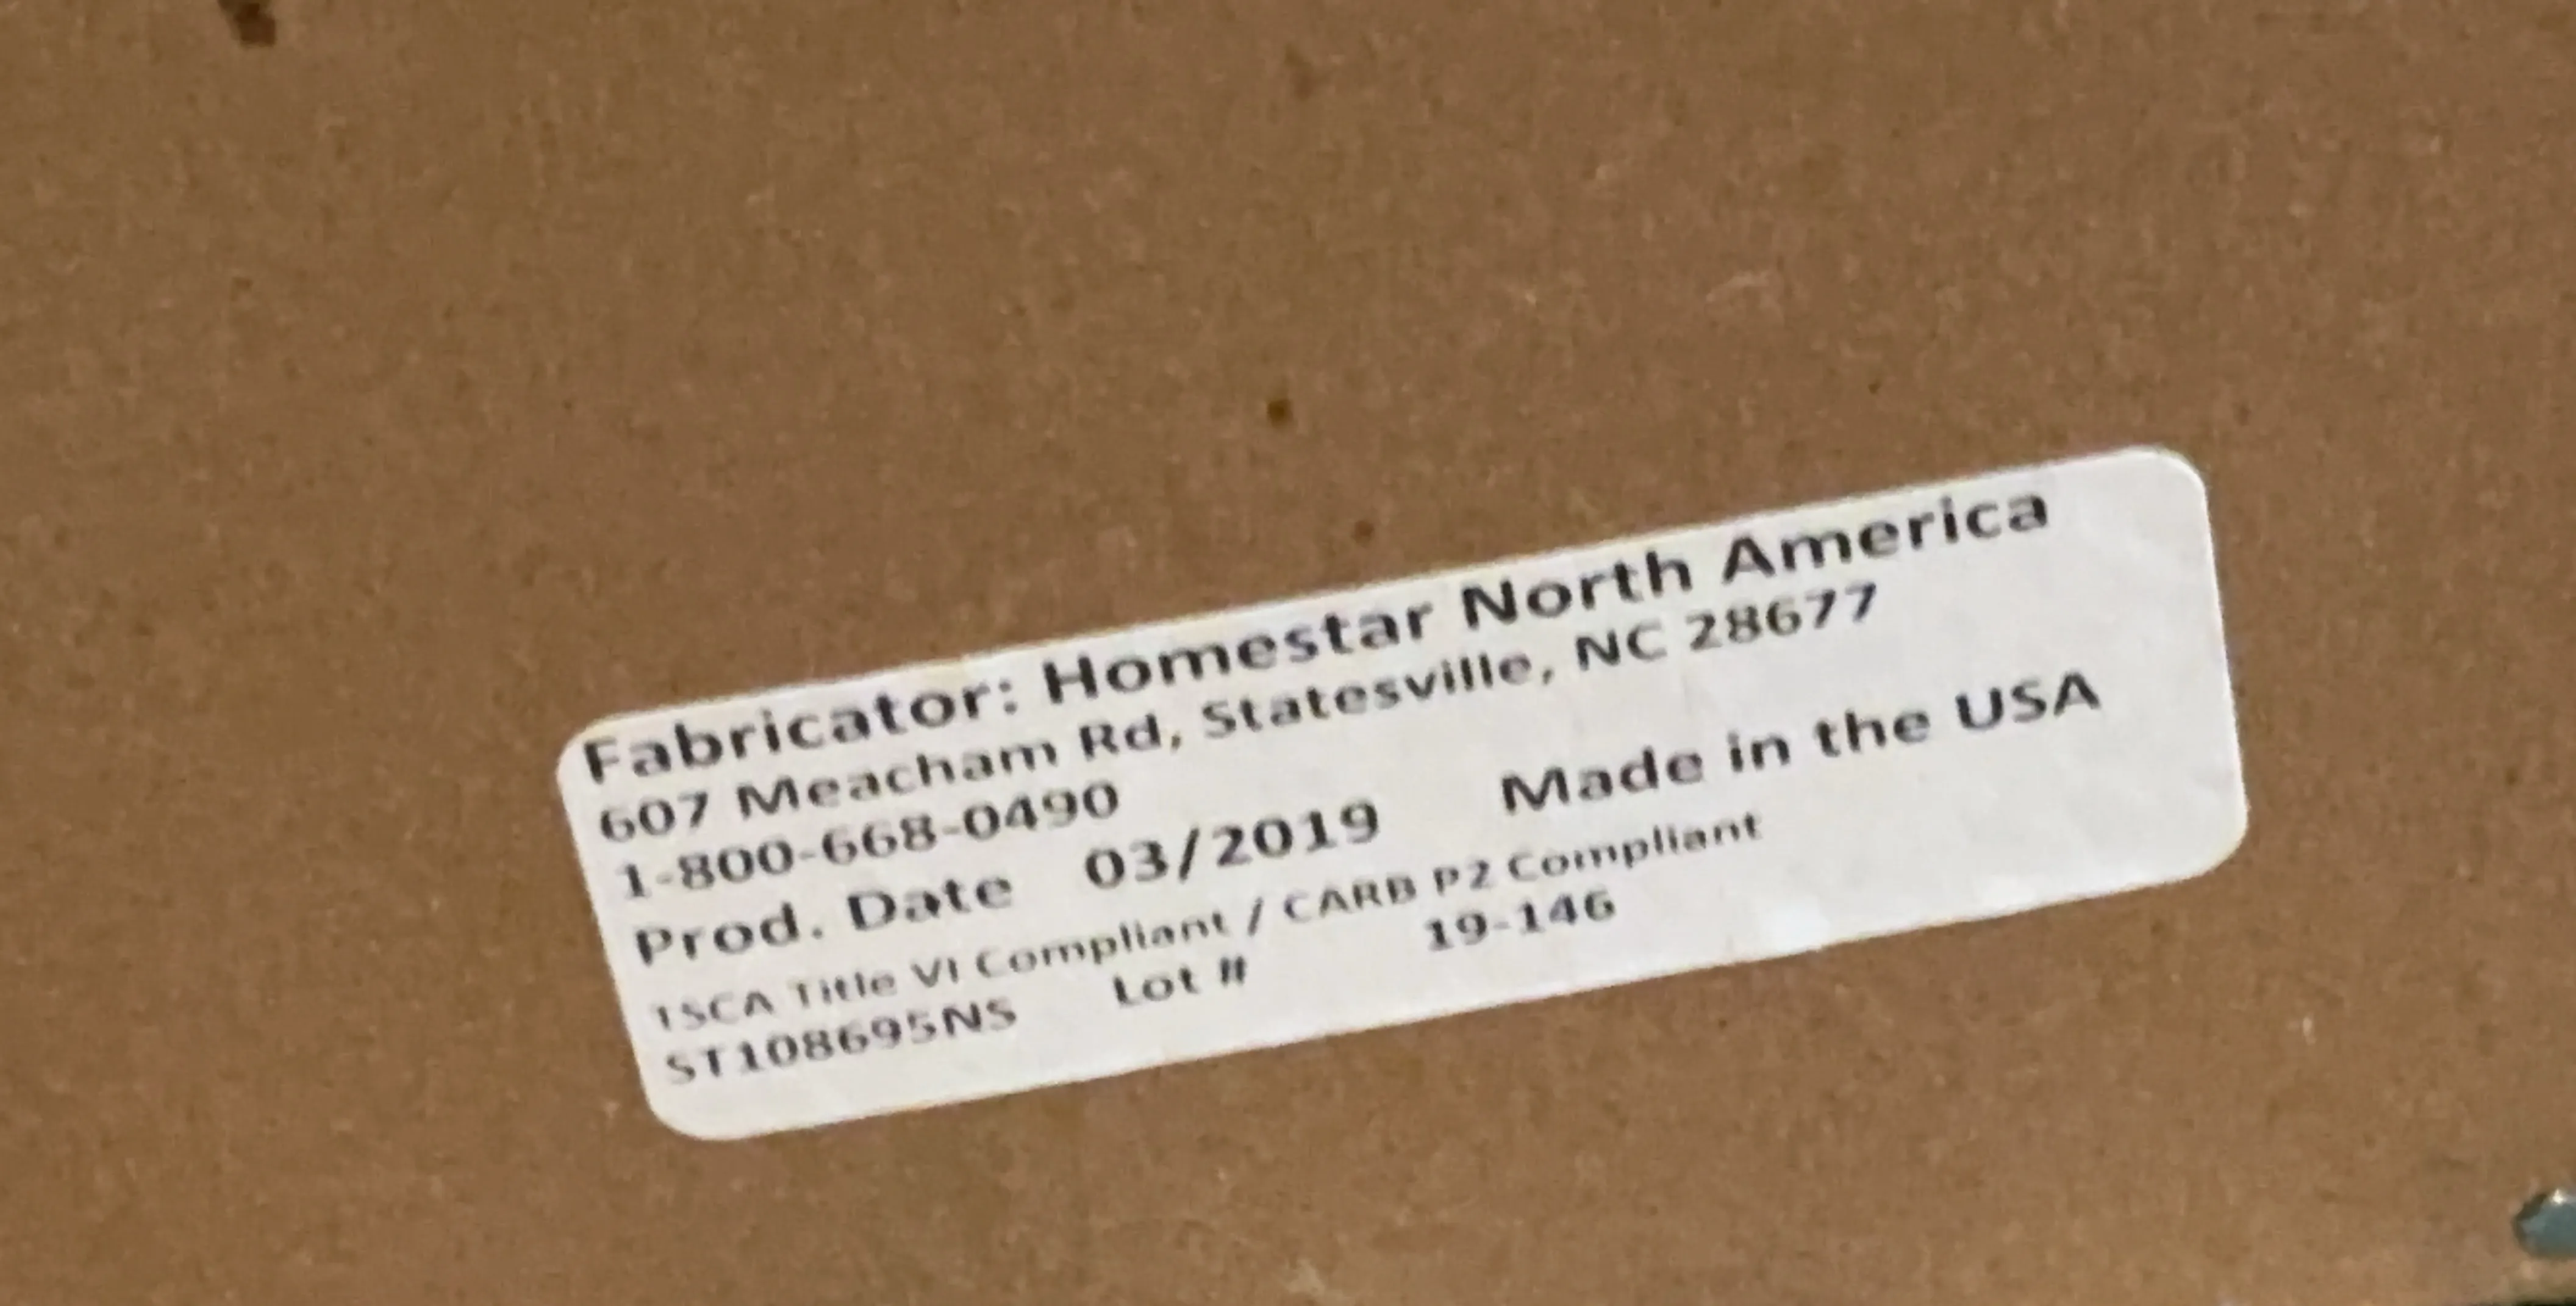 Fabricator: Homestar North America
607 Meacham Rd, Statesville, NC 28677
1-800-668-0490
Prod. Date 03/2019 Made in the USA
TSCA Title VI Compliant / CARB P2 Compliant
ST108695NS Lot # 19-146